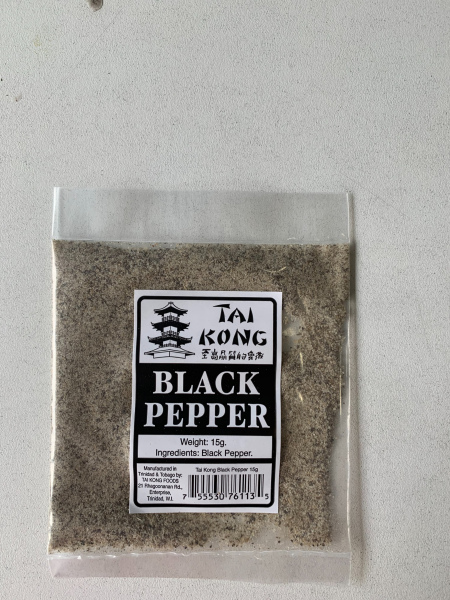 TAI
KONG
BLACK
PEPPER
Weight: 15g.
Ingredients: Black Pepper.
Manufactured in
Trinidad & Tobago by:
TAI KONG FOODS
21 Rhagoonanan Rd.,
Enterprise,
Trinidad, W.I.
Tai Kong Black Pepper 15g
7 55530 76113 5